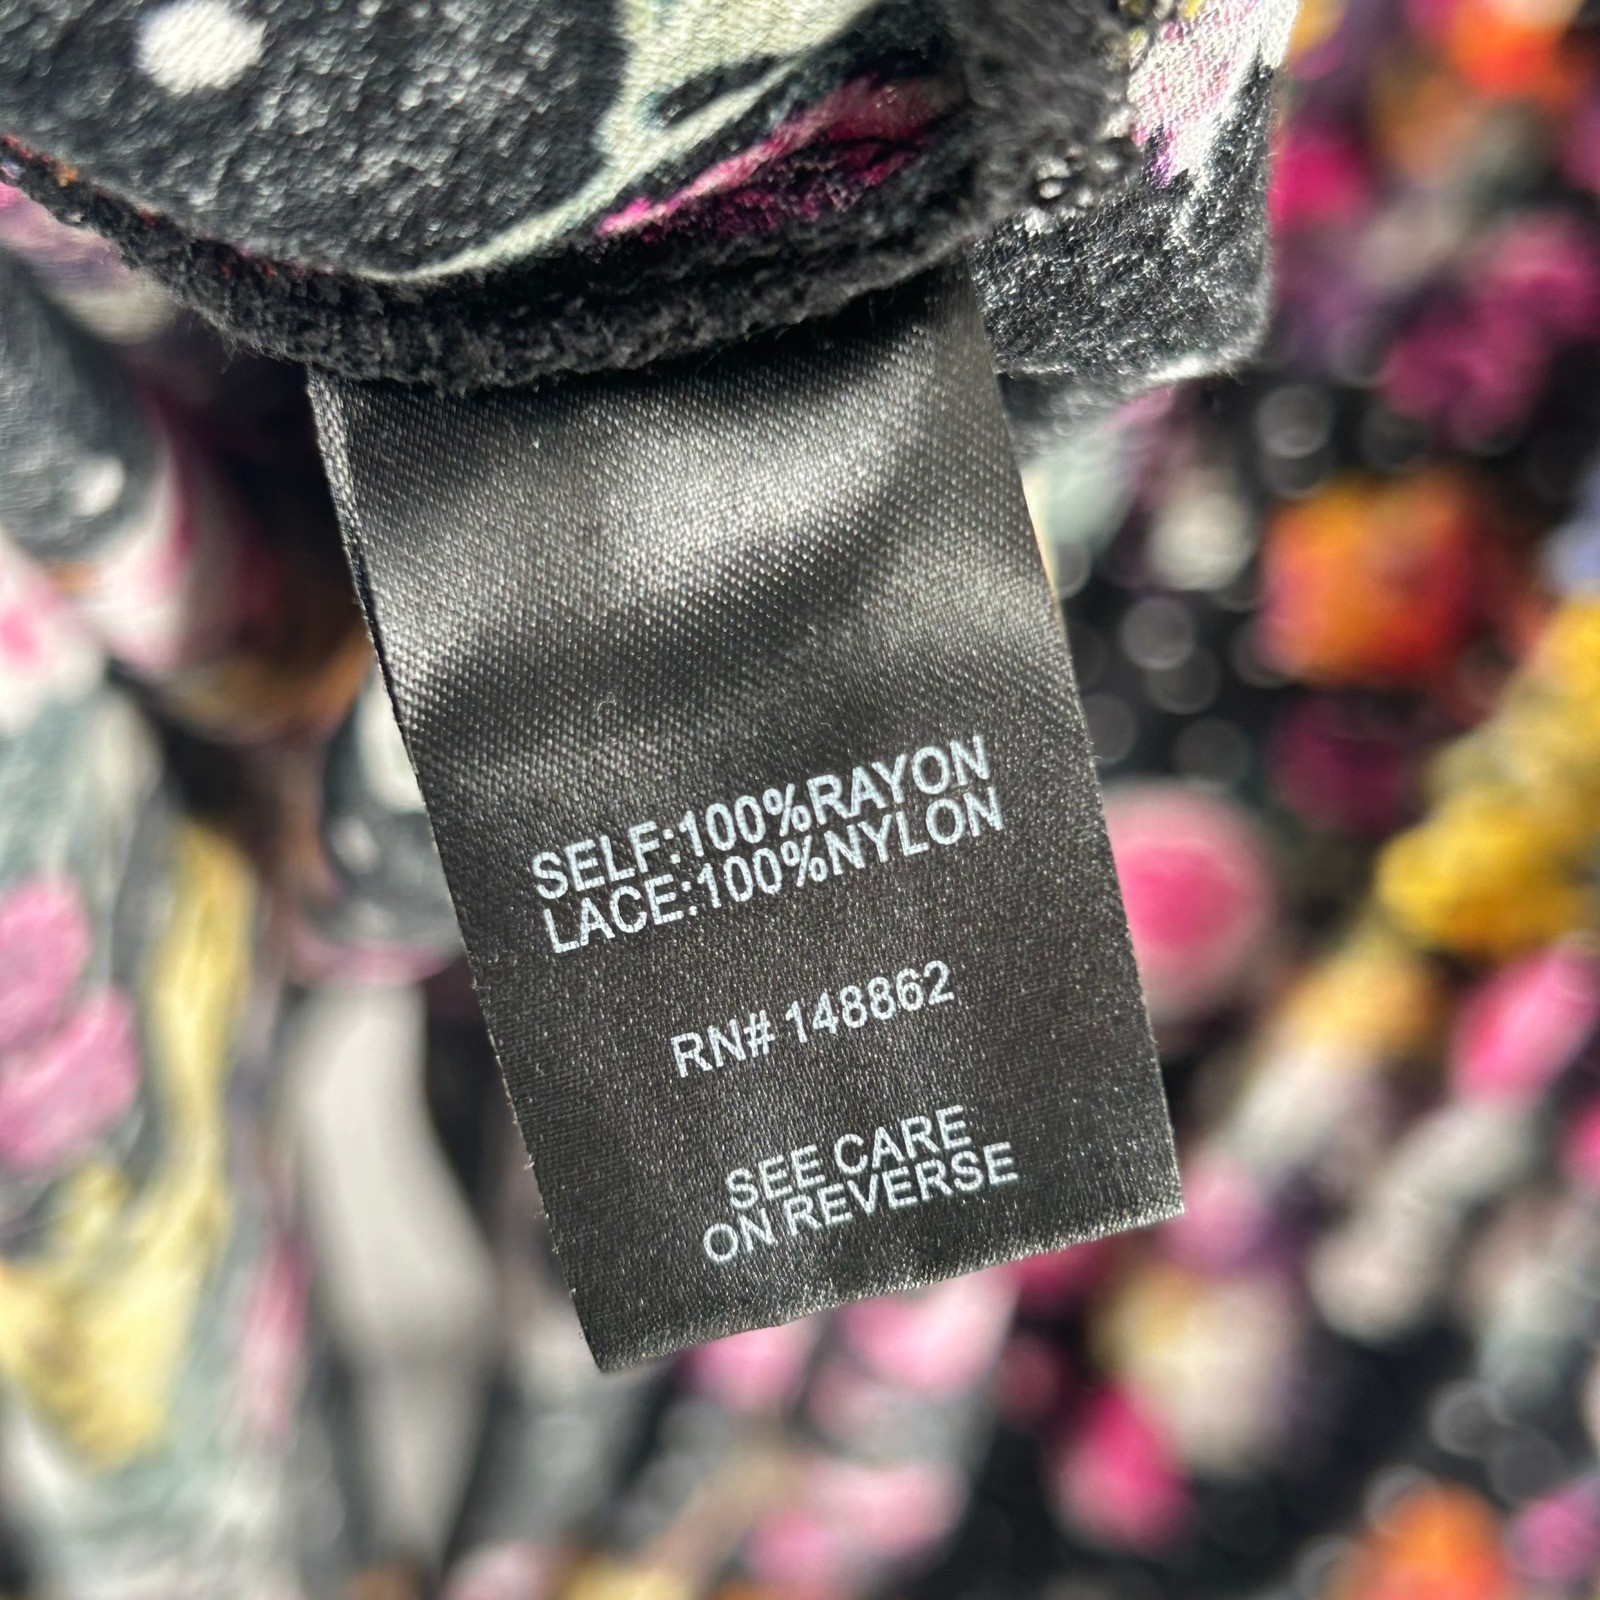 SELF:100%RAYON
LACE:100%NYLON
RN# 148862
SEE CARE
ON REVERSE